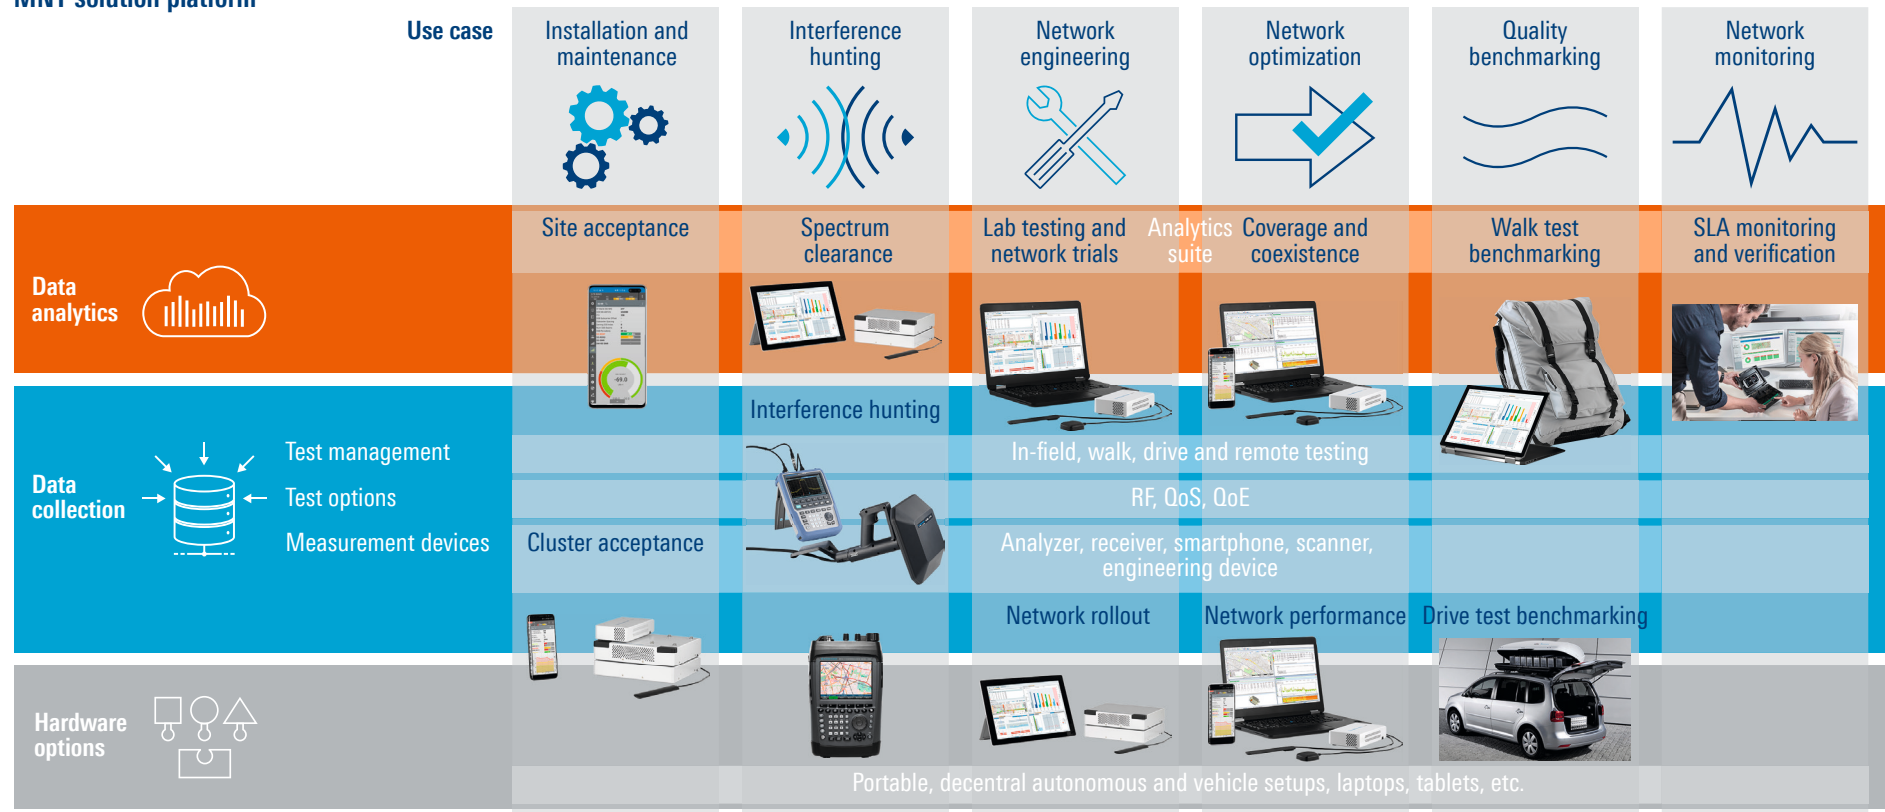 MNT solution platform
Use case
Installation and
maintenance
Interference
hunting
Network
engineering
Network
optimization
Quality
benchmarking
Network
monitoring
Data
analytics
Site acceptance
Spectrum
clearance
Lab testing and
network trials
Analytics
suite
Coverage and
coexistence
Walk test
benchmarking
SLA monitoring
and verification
Data
collection
Interference hunting
Test management
In-field, walk, drive and remote testing
Test options
RF, QoS, QoE
Measurement devices
Cluster acceptance
Analyzer, receiver, smartphone, scanner,
engineering device
Network rollout
Network performance
Drive test benchmarking
Hardware
options
Portable, decentral autonomous and vehicle setups, laptops, tablets, etc.